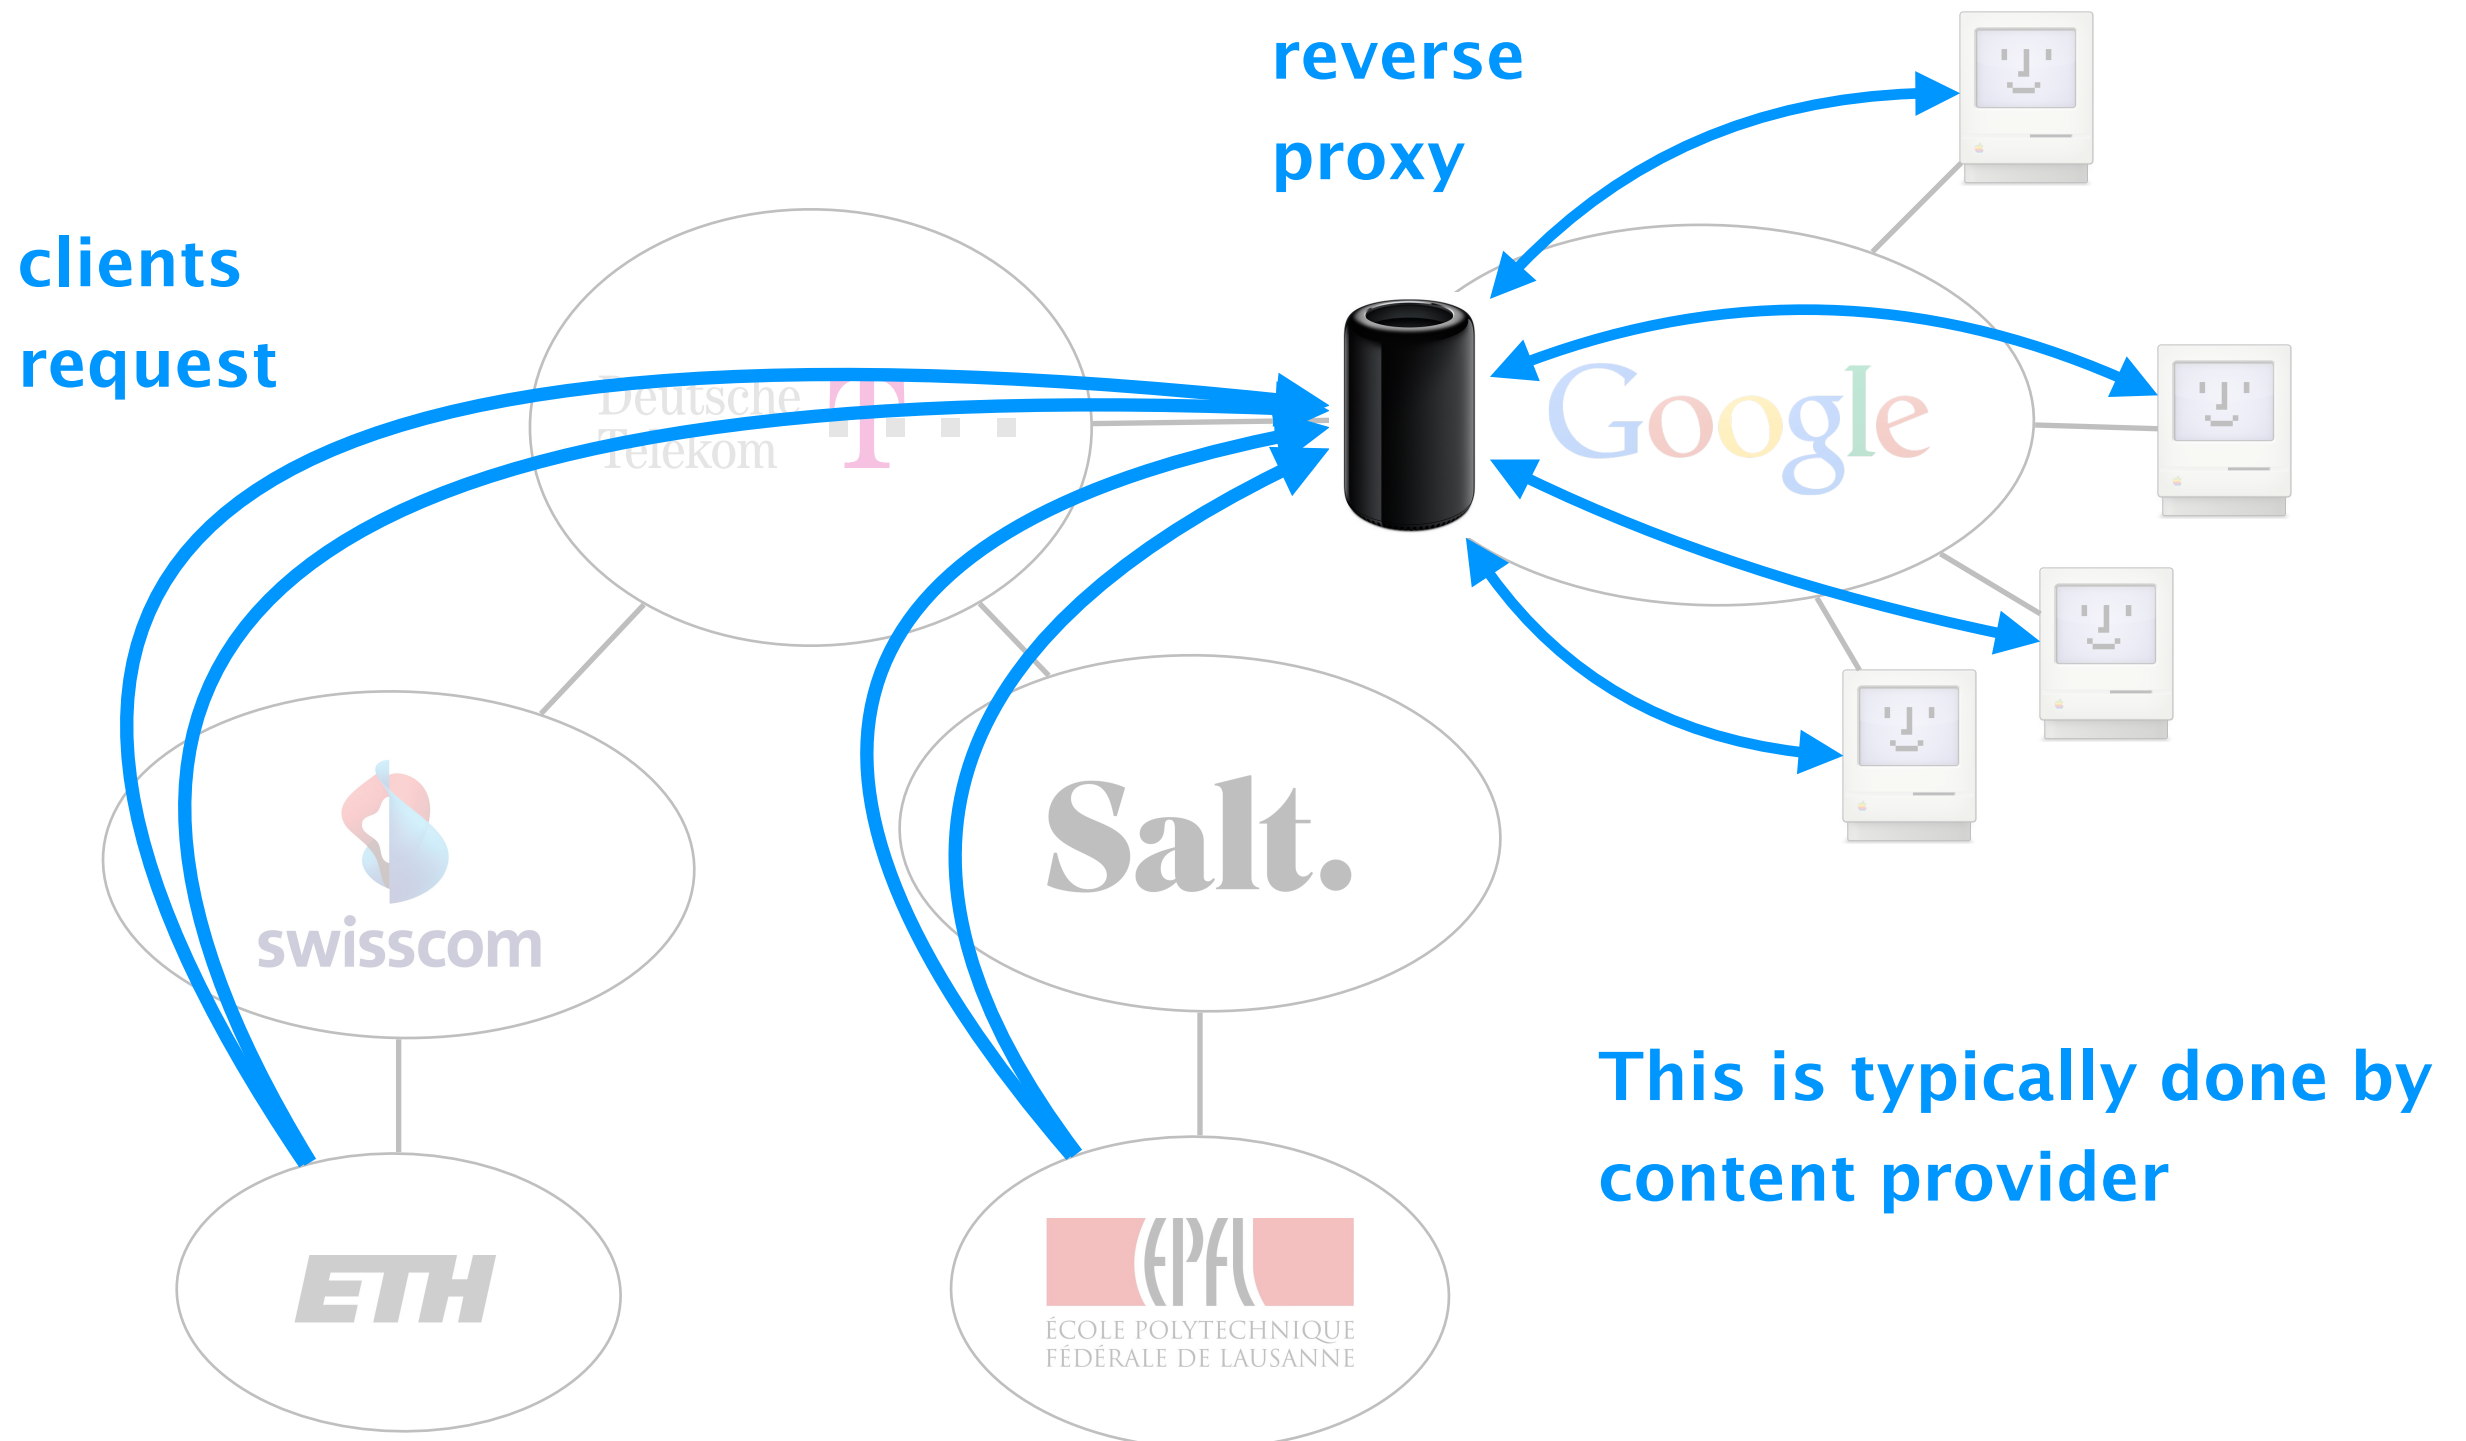 reverse
proxy
clients
request
Deutsche
Telekom
T
Google
Salt.
swisscom
This is typically done by
content provider
ETH
EPFL
ÉCOLE POLYTECHNIQUE
FÉDÉRALE DE LAUSANNE